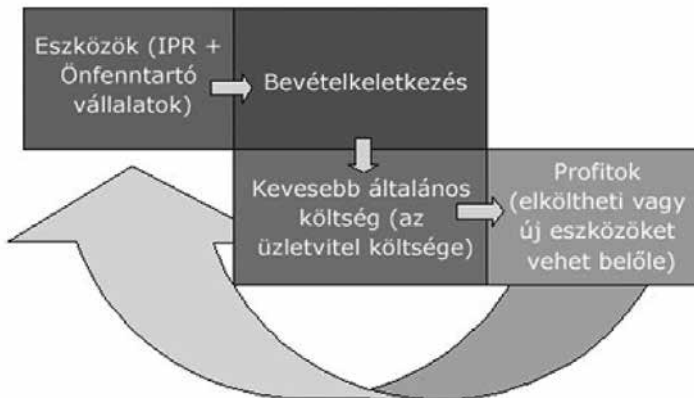 Eszközök (IPR +
Önfenntartó
vállalatok)
Bevételkeletkezés
Kevesebb általános
költség (az
üzletvitel költsége)
Profitok
(elköltheti vagy
új eszközöket
vehet belőle)